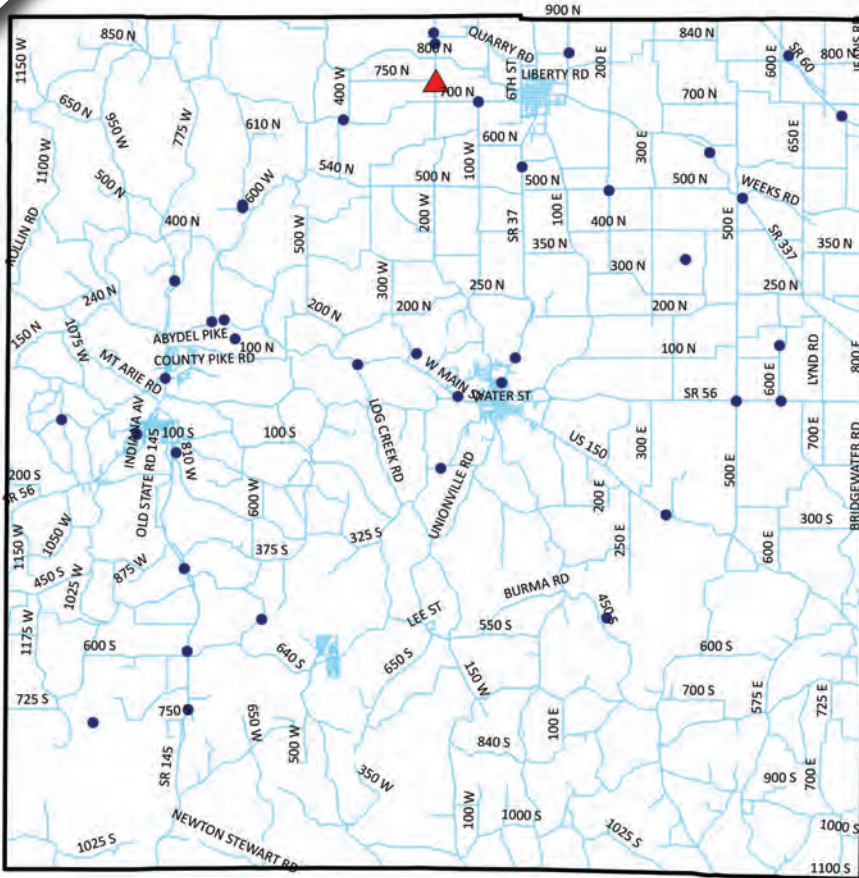 900 N
850 N
QUARRY RD
840 N
JEANS RD
1150 W
800 N
SR 60
800 N
600 E
200 E
6TH ST
LIBERTY RD
750 N
400 W
700 N
700 N
650 N
950 W
775 W
610 N
600 N
300 E
650 E
1100 W
100 W
540 N
500 N
500 N
500 N
500 N
WEEKS RD
600 W
200 W
100 E
400 N
400 N
500 W
SR 37
500 E
SR 337
ROLLIN RD
350 N
350 N
300 N
300 W
250 N
250 N
240 N
200 N
200 N
200 N
150 N
1075 W
ABYDEL PIKE
100 N
COUNTY PIKE RD
100 N
LYND RD
800 E
MT ARIE RD
W MAIN ST
WATER ST
SR 56
600 E
LOG CREEK RD
INDIANA AV
OLD STATE RD 145
100 S
100 S
810 W
US 150
300 E
700 E
UNIONVILLE RD
500 E
BRIDGEWATER RD
200 S
SR 56
600 W
200 E
1050 W
325 S
300 S
1150 W
375 S
250 E
600 E
875 W
450 S
1025 W
BURMA RD
450 S
LEE ST
550 S
1175 W
600 S
640 S
650 S
600 S
150 W
725 S
750
650 W
700 S
575 E
725 E
100 E
500 W
SR 145
840 S
350 W
900 S
700 E
100 W
1000 S
1000 S
1025 S
NEWTON STEWART RD
1025 S
1100 S